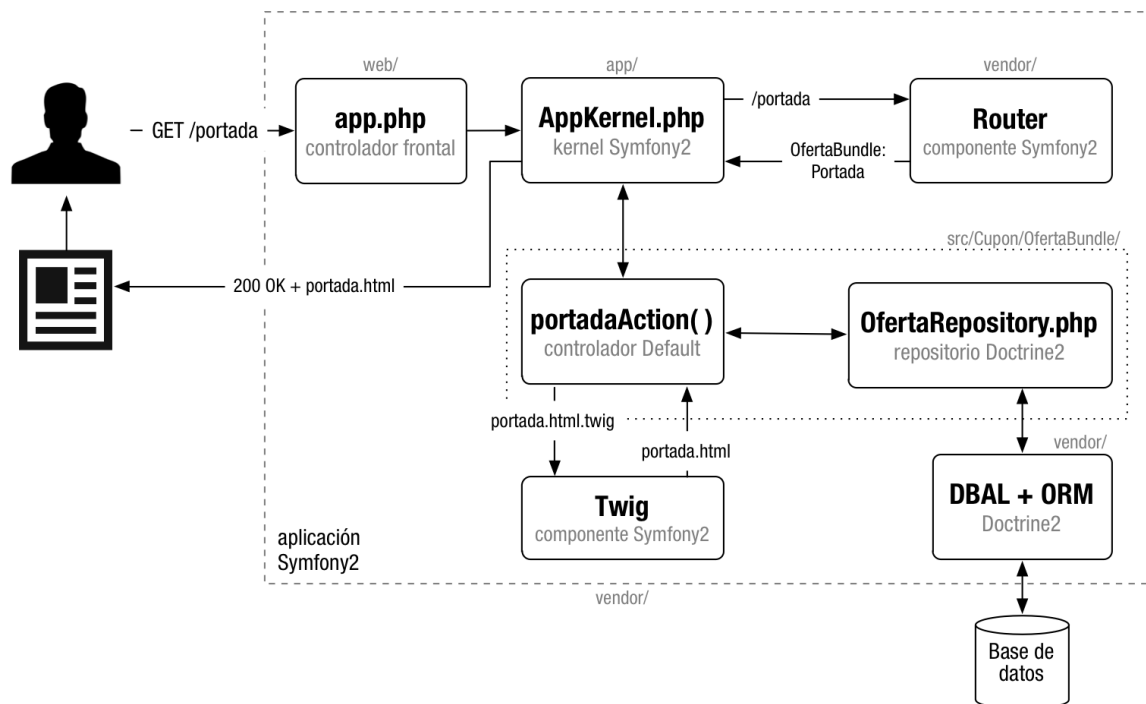 web/
app/
vendor/
GET /portada
app.php
controlador frontal
AppKernel.php
kernel Symfony2
/portada
OfertaBundle:
Portada
Router
componente Symfony2
src/Cupon/OfertaBundle/
200 OK + portada.html
portadaAction( )
controlador Default
OfertaRepository.php
repositorio Doctrine2
portada.html.twig
portada.html
vendor/
Twig
componente Symfony2
DBAL + ORM
Doctrine2
aplicación
Symfony2
vendor/
Base de
datos